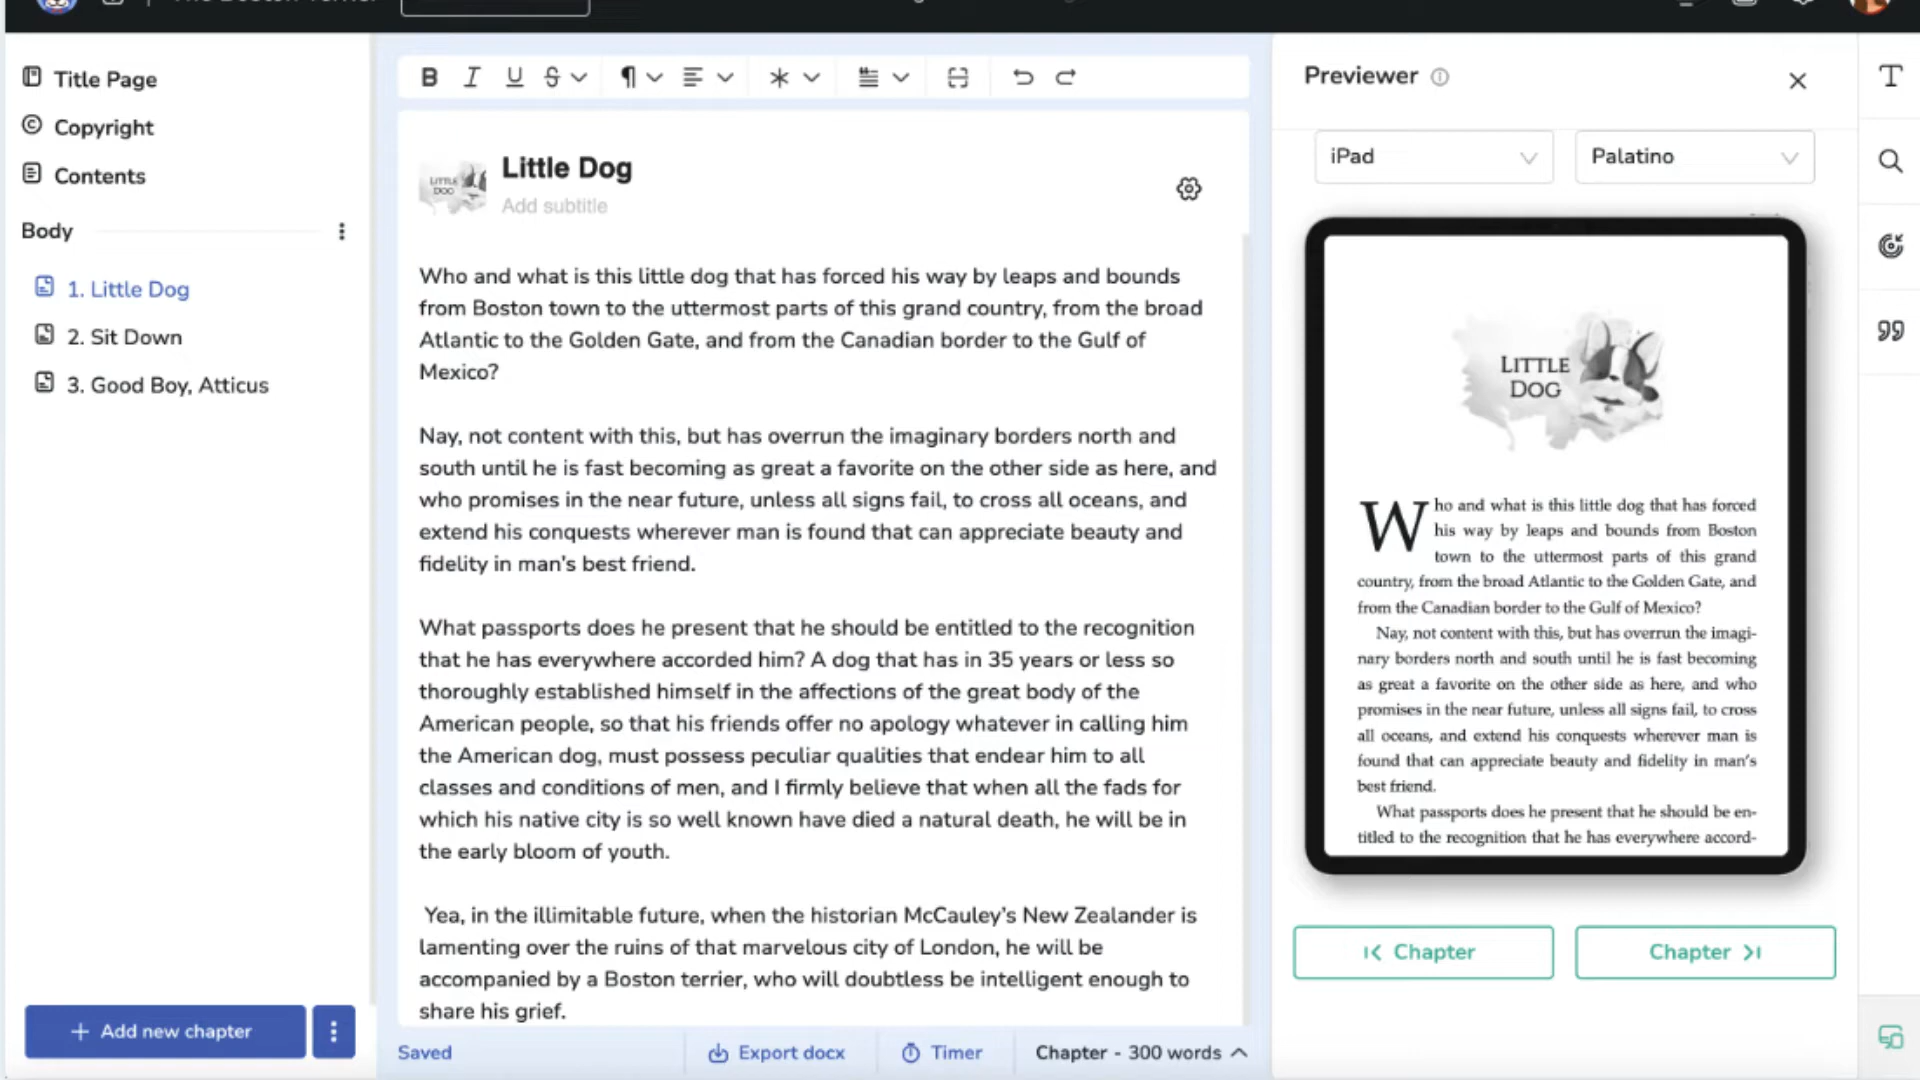 Title Page
Copyright
Contents
Body
1. Little Dog
2. Sit Down
3. Good Boy, Atticus
+ Add new chapter
B I U S
LITTLE
DOG
Little Dog
Add subtitle
Who and what is this little dog that has forced his way by leaps and bounds
from Boston town to the uttermost parts of this grand country, from the broad
Atlantic to the Golden Gate, and from the Canadian border to the Gulf of
Mexico?
Nay, not content with this, but has overrun the imaginary borders north and
south until he is fast becoming as great a favorite on the other side as here, and
who promises in the near future, unless all signs fail, to cross all oceans, and
extend his conquests wherever man is found that can appreciate beauty and
fidelity in man's best friend.
What passports does he present that he should be entitled to the recognition
that he has everywhere accorded him? A dog that has in 35 years or less so
thoroughly established himself in the affections of the great body of the
American people, so that his friends offer no apology whatever in calling him
the American dog, must possess peculiar qualities that endear him to all
classes and conditions of men, and I firmly believe that when all the fads for
which his native city is so well known have died a natural death, he will be in
the early bloom of youth.
Yea, in the illimitable future, when the historian McCauley's New Zealander is
lamenting over the ruins of that marvelous city of London, he will be
accompanied by a Boston terrier, who will doubtless be intelligent enough to
share his grief.
Saved
Export docx
Timer
Chapter - 300 words
Previewer
iPad
Palatino
LITTLE
DOG
Who and what is this little dog that has forced
his way by leaps and bounds from Boston
town to the uttermost parts of this grand
country, from the broad Atlantic to the Golden Gate, and
from the Canadian border to the Gulf of Mexico?
Nay, not content with this, but has overrun the imagi-
nary borders north and south until he is fast becoming
as great a favorite on the other side as here, and who
promises in the near future, unless all signs fail, to cross
all oceans, and extend his conquests wherever man is
found that can appreciate beauty and fidelity in man's
best friend.
What passports does he present that he should be en-
titled to the recognition that he has everywhere accord-
Chapter
Chapter
T